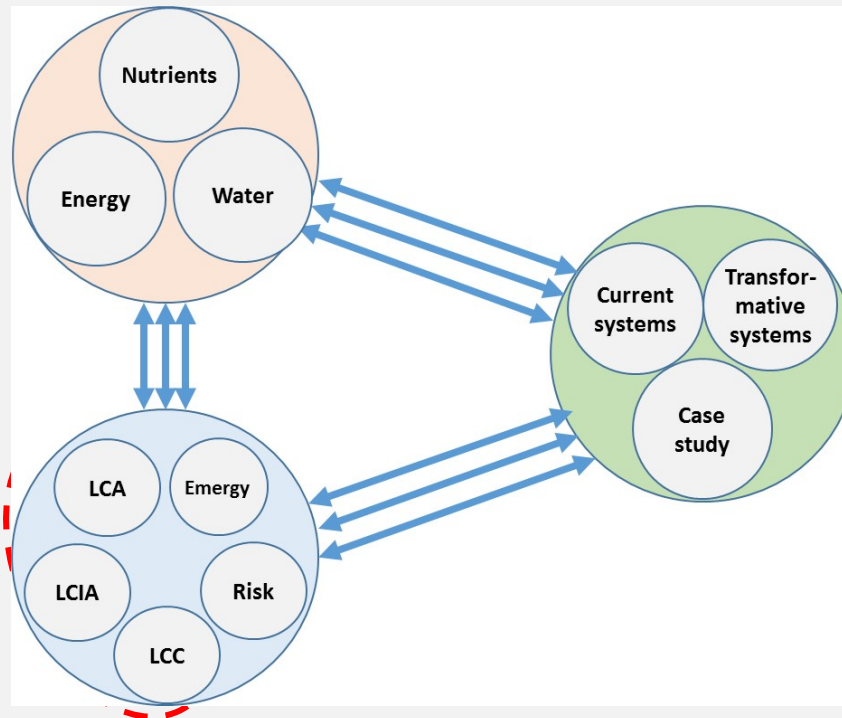 Nutrients
Energy
Water
Current
systems
Transfor-
mative
systems
Case
study
LCA
Emergy
LCIA
Risk
LCC